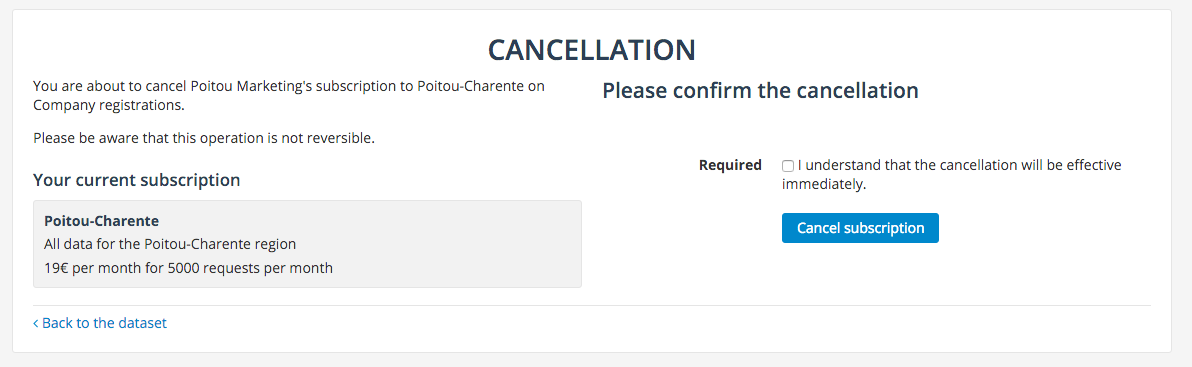 CANCELLATION
You are about to cancel Poitou Marketing's subscription to Poitou-Charente on
Company registrations.
Please be aware that this operation is not reversible.
Your current subscription
Poitou-Charente
All data for the Poitou-Charente region
19€ per month for 5000 requests per month
Please confirm the cancellation
Required
I understand that the cancellation will be effective
immediately.
Cancel subscription
‹ Back to the dataset